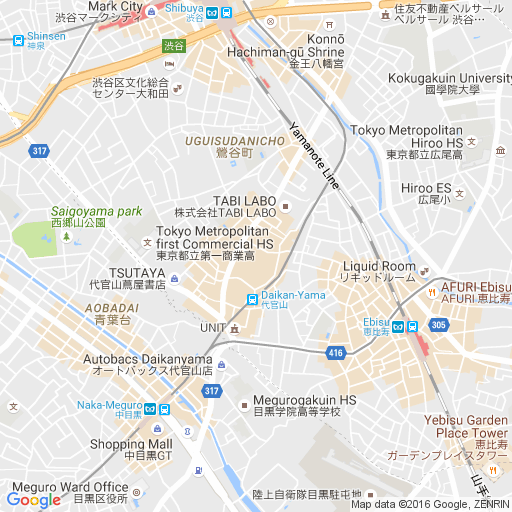 Mark City
渋谷マークシティ
Shibuya
渋谷
Shinsen
神泉
Konnō
Hachiman-gū Shrine
金王八幡宮
住友不動産ベルサール
ベルサール 渋谷…
渋谷区文化総合
センター大和田
Kokugakuin University
國學院大學
UGUISUDANICHO
鶯谷町
Yamanote Line
Tokyo Metropolitan
Hiroo HS
東京都立広尾高
317
Hiroo ES
広尾小
TABI LABO
株式会社TABI LABO
Saigoyama park
西郷山公園
Tokyo Metropolitan
first Commercial HS
東京都立第一商業高
TSUTAYA
代官山蔦屋書店
Liquid Room
リキッドルーム
AFURI Ebisu
AFURI 恵比寿
Daikan-Yama
代官山
AOBADAI
青葉台
UNIT
Ebisu
恵比寿
305
416
Autobacs Daikanyama
オートバックス代官山店
317
Megurogakuin HS
目黒学院高等学校
Naka-Meguro
中目黒
Yebisu Garden
Place Tower
恵比寿
ガーデンプレイスタワー
Shopping Mall
中目黒GT
山手
Meguro Ward Office
目黒区役所
陸上自衛隊目黒駐屯地
Google
Map data ©2016 Google, ZENRIN